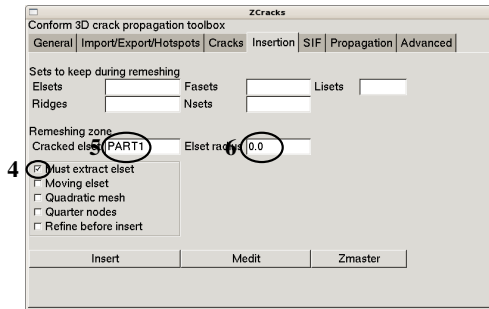 ZCracks
Conform 3D crack propagation toolbox
General Import/Export/Hotspots Cracks Insertion SIF Propagation Advanced
Sets to keep during remeshing
Elsets Fasets Lisets
Ridges Nsets
Remeshing zone
Cracked elset 5 PART1 Elset radius 6 0.0
4 Must extract elset
Moving elset
Quadratic mesh
Quarter nodes
Refine before insert
Insert Medit Zmaster